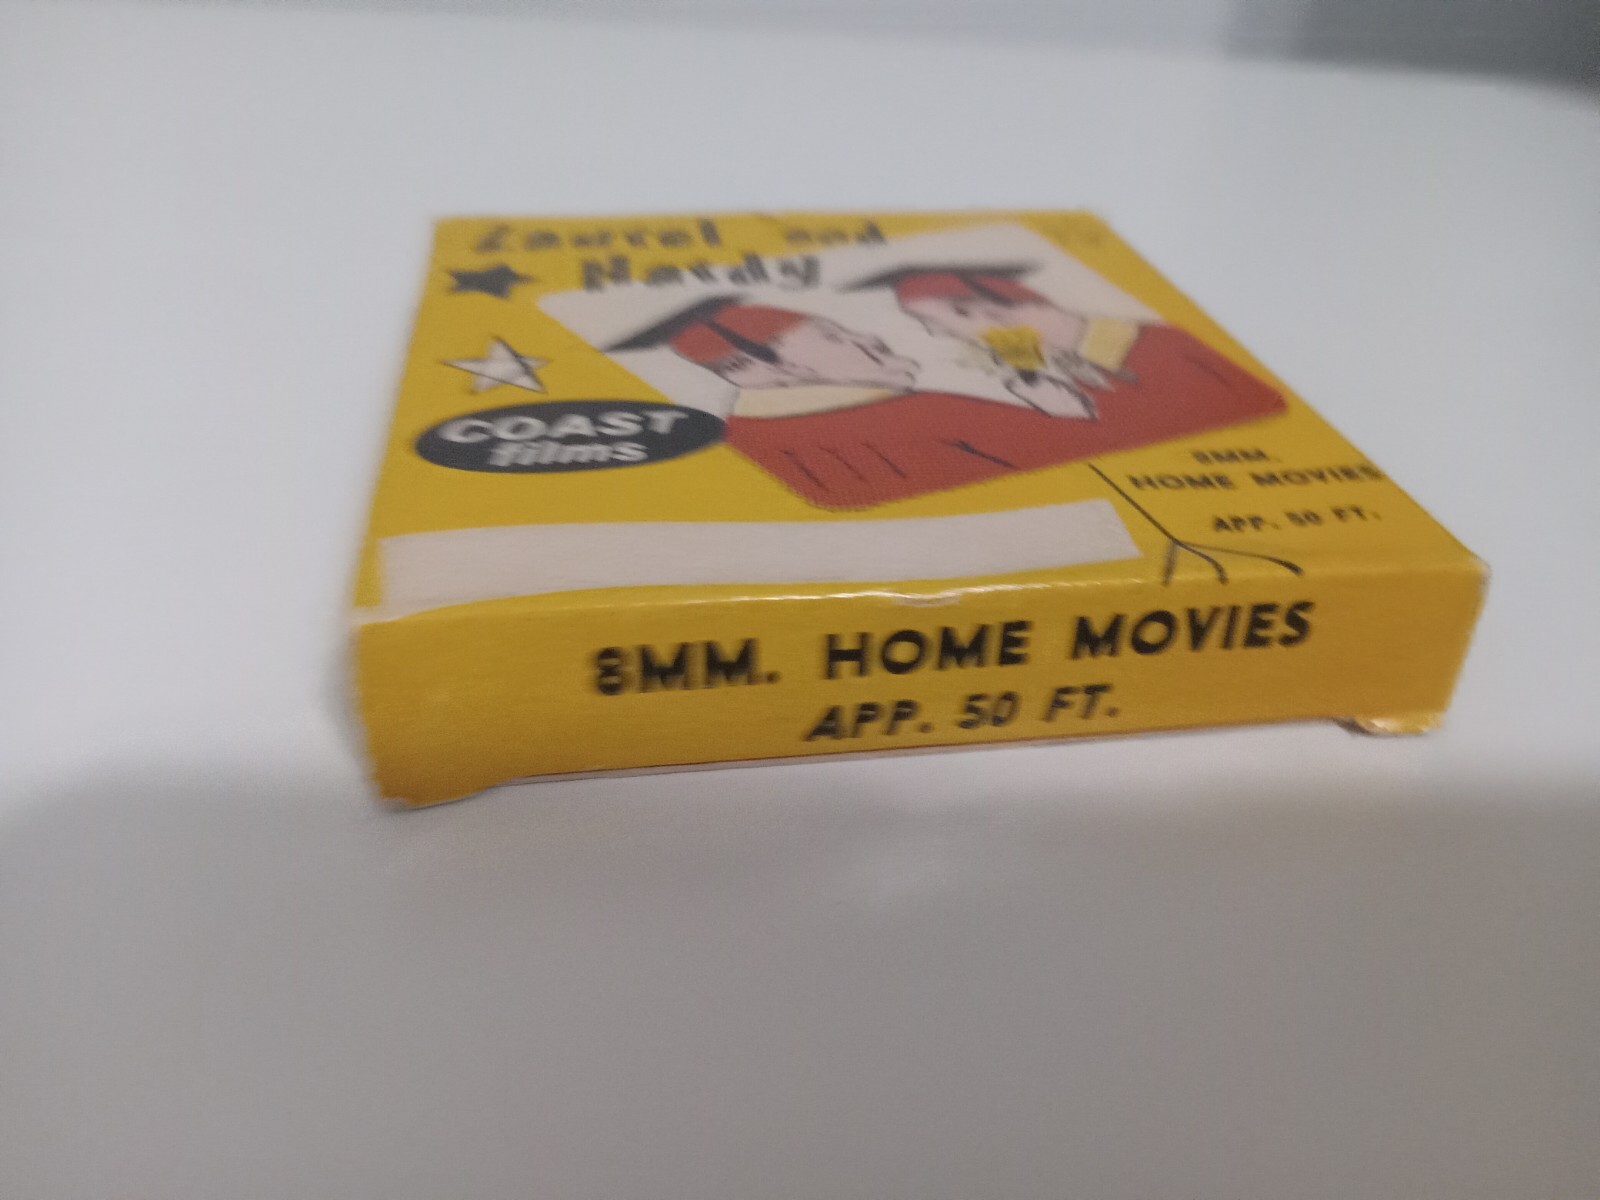 Laurel and
Hardy
COAST
films
8MM.
HOME MOVIES
APP. 50 FT.
8MM. HOME MOVIES
APP. 50 FT.